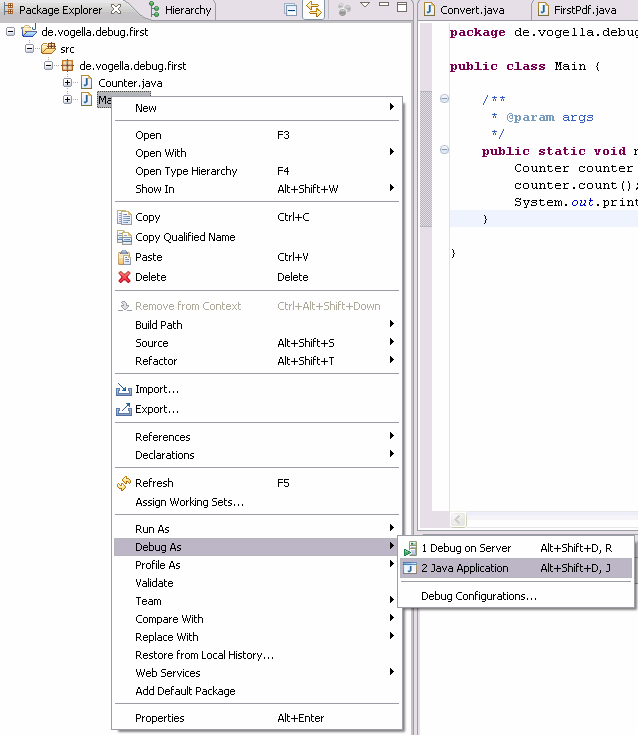 Package Explorer
Hierarchy
de.vogella.debug.first
src
de.vogella.debug.first
Counter.java
New
Open F3
Open With
Open Type Hierarchy F4
Show In Alt+Shift+W
Copy Ctrl+C
Copy Qualified Name
Paste Ctrl+V
Delete Delete
Remove from Context Ctrl+Alt+Shift+Down
Build Path
Source Alt+Shift+S
Refactor Alt+Shift+T
Import...
Export...
References
Declarations
Refresh F5
Assign Working Sets...
Run As
Debug As
Profile As
Validate
Team
Compare With
Replace With
Restore from Local History...
Web Services
Add Default Package
Properties Alt+Enter
1 Debug on Server Alt+Shift+D, R
2 Java Application Alt+Shift+D, J
Debug Configurations...
Convert.java
FirstPdf.java
package de.vogella.debug
public class Main {
/**
* @param args
*/
public static void
Counter counter
counter.count();
System.out.print
}
}